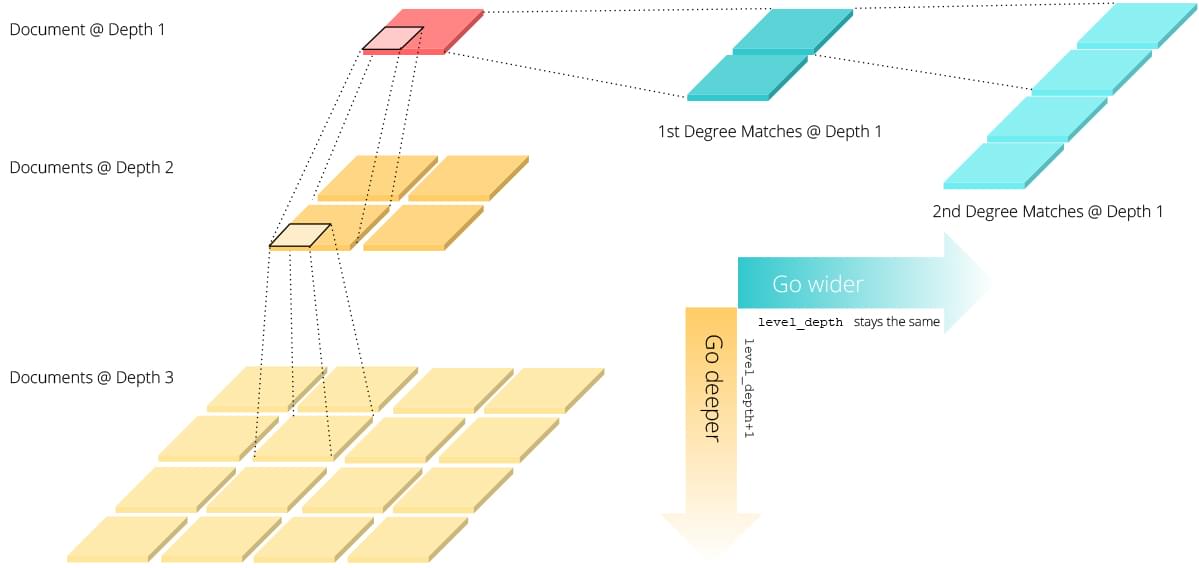 Document @ Depth 1
1st Degree Matches @ Depth 1
Documents @ Depth 2
2nd Degree Matches @ Depth 1
Go wider
level_depth stays the same
Go deeper
level_depth+1
Documents @ Depth 3